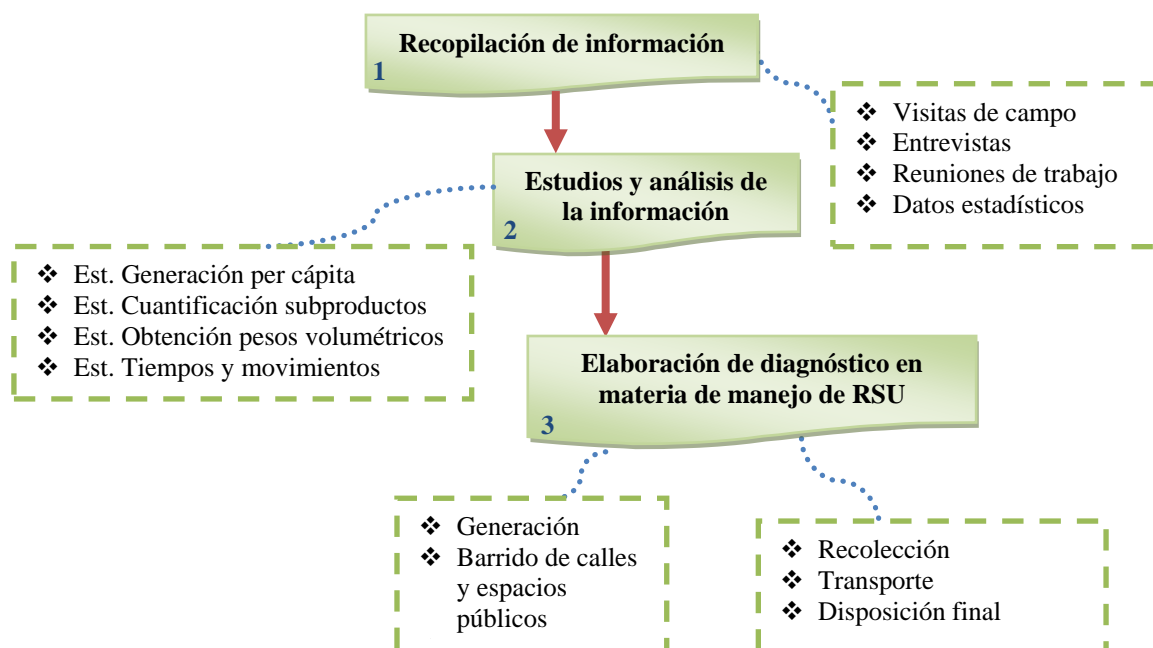 Recopilación de información
1
❖ Visitas de campo
❖ Entrevistas
❖ Reuniones de trabajo
❖ Datos estadísticos
Estudios y análisis de
la información
2
❖ Est. Generación per cápita
❖ Est. Cuantificación subproductos
❖ Est. Obtención pesos volumétricos
❖ Est. Tiempos y movimientos
Elaboración de diagnóstico en
materia de manejo de RSU
3
❖ Generación
❖ Barrido de calles
y espacios
públicos
❖ Recolección
❖ Transporte
❖ Disposición final